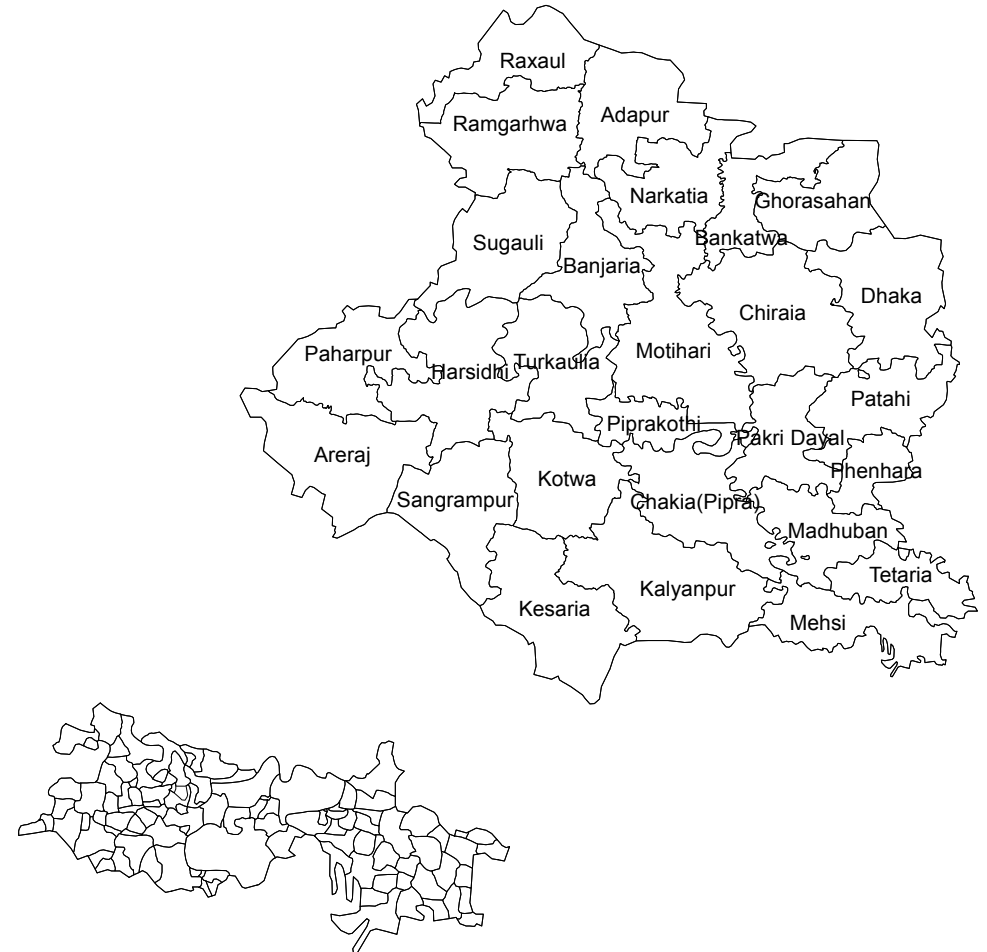 Raxaul
Adapur
Ramgarhwa
Narkatia
Ghorasahan
Bankatwa
Sugauli
Banjaria
Dhaka
Chiraia
Motihari
Paharpur
Turkaulia
Harsidhi
Patahi
Piprakothi
Pakri Dayal
Areraj
Phenhara
Kotwa
Sangrampur
Chakia(Pipra)
Madhuban
Tetaria
Kalyanpur
Kesaria
Mehsi